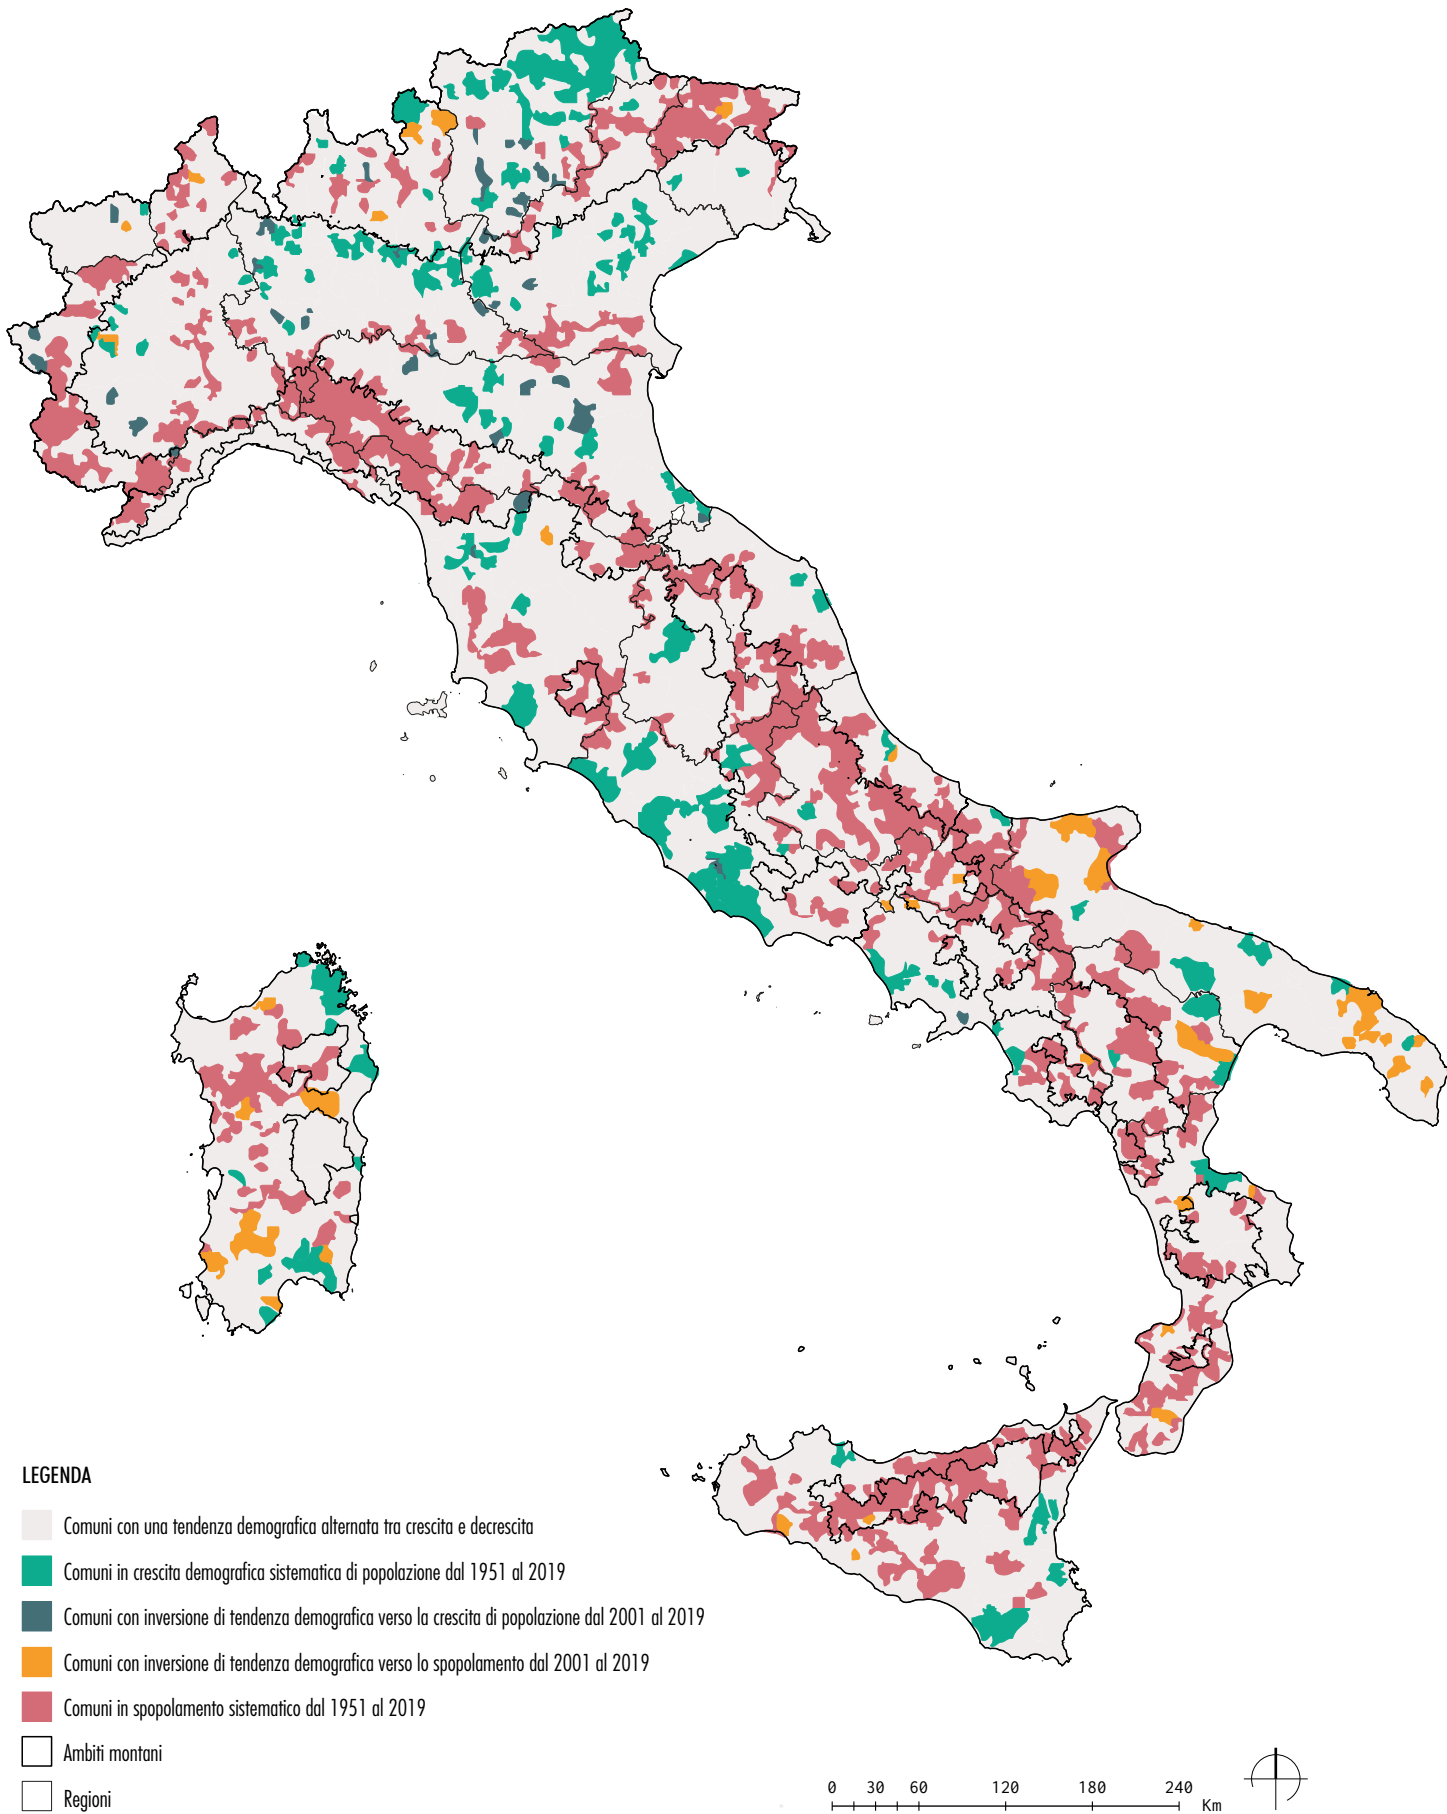 LEGENDA
Comuni con una tendenza demografica alternata tra crescita e decrescita
Comuni in crescita demografica sistematica di popolazione dal 1951 al 2019
Comuni con inversione di tendenza demografica verso la crescita di popolazione dal 2001 al 2019
Comuni con inversione di tendenza demografica verso lo spopolamento dal 2001 al 2019
Comuni in spopolamento sistematico dal 1951 al 2019
Ambiti montani
Regioni
0 30 60 120 180 240
Km